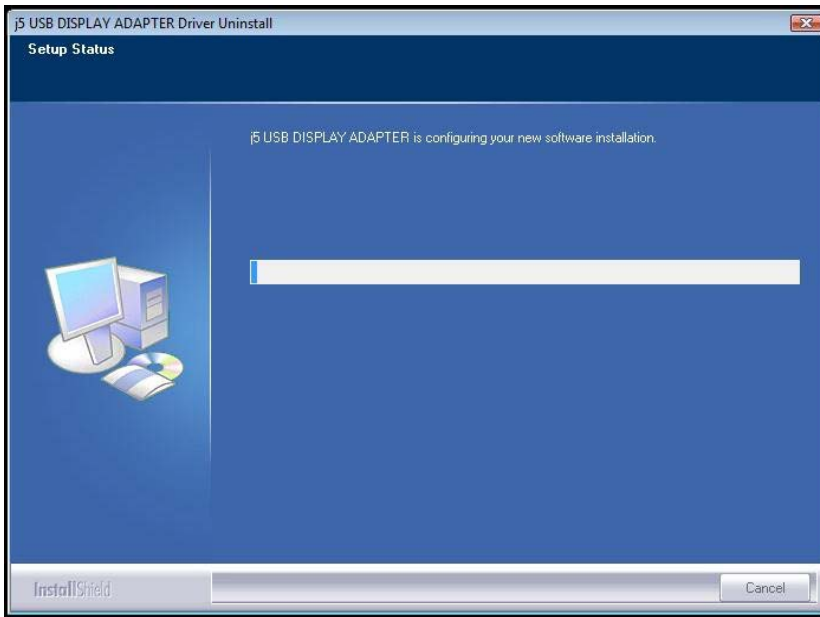 j5 USB DISPLAY ADAPTER Driver Uninstall
Setup Status
j5 USB DISPLAY ADAPTER is configuring your new software installation.
InstallShield
Cancel